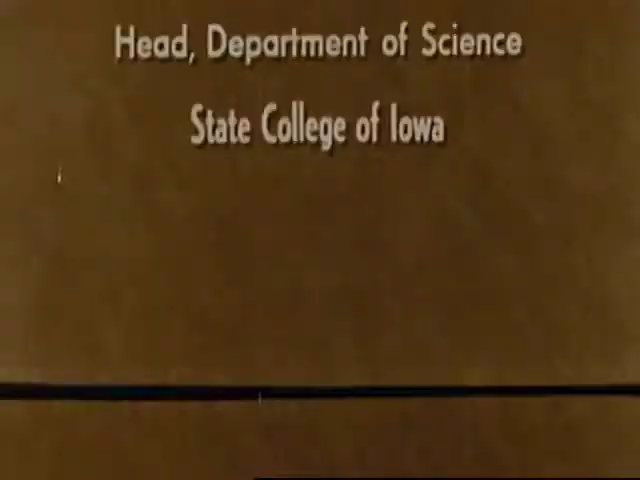 Head, Department of Science
State College of Iowa